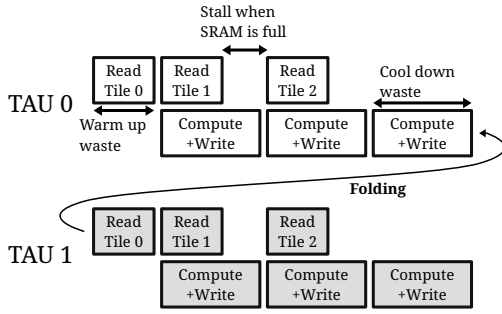 Stall when
SRAM is full
TAU 0
Read
Tile 0
Read
Tile 1
Read
Tile 2
Cool down
waste
Warm up
waste
Compute
+Write
Compute
+Write
Compute
+Write
Folding
TAU 1
Read
Tile 0
Read
Tile 1
Read
Tile 2
Compute
+Write
Compute
+Write
Compute
+Write